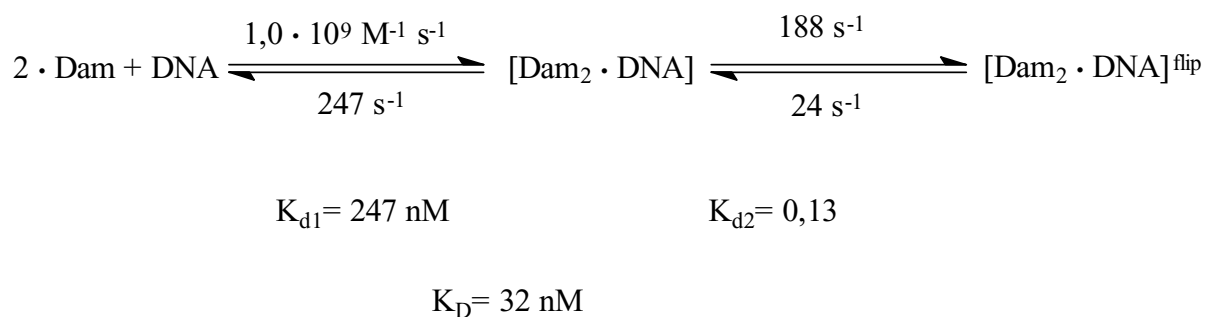 1,0 · 10⁹ M⁻¹ s⁻¹ 188 s⁻¹
2 · Dam + DNA [Dam₂ · DNA] [Dam₂ · DNA]ᶠˡⁱᵖ
247 s⁻¹ 24 s⁻¹
K_d1= 247 nM K_d2= 0,13
K_D= 32 nM